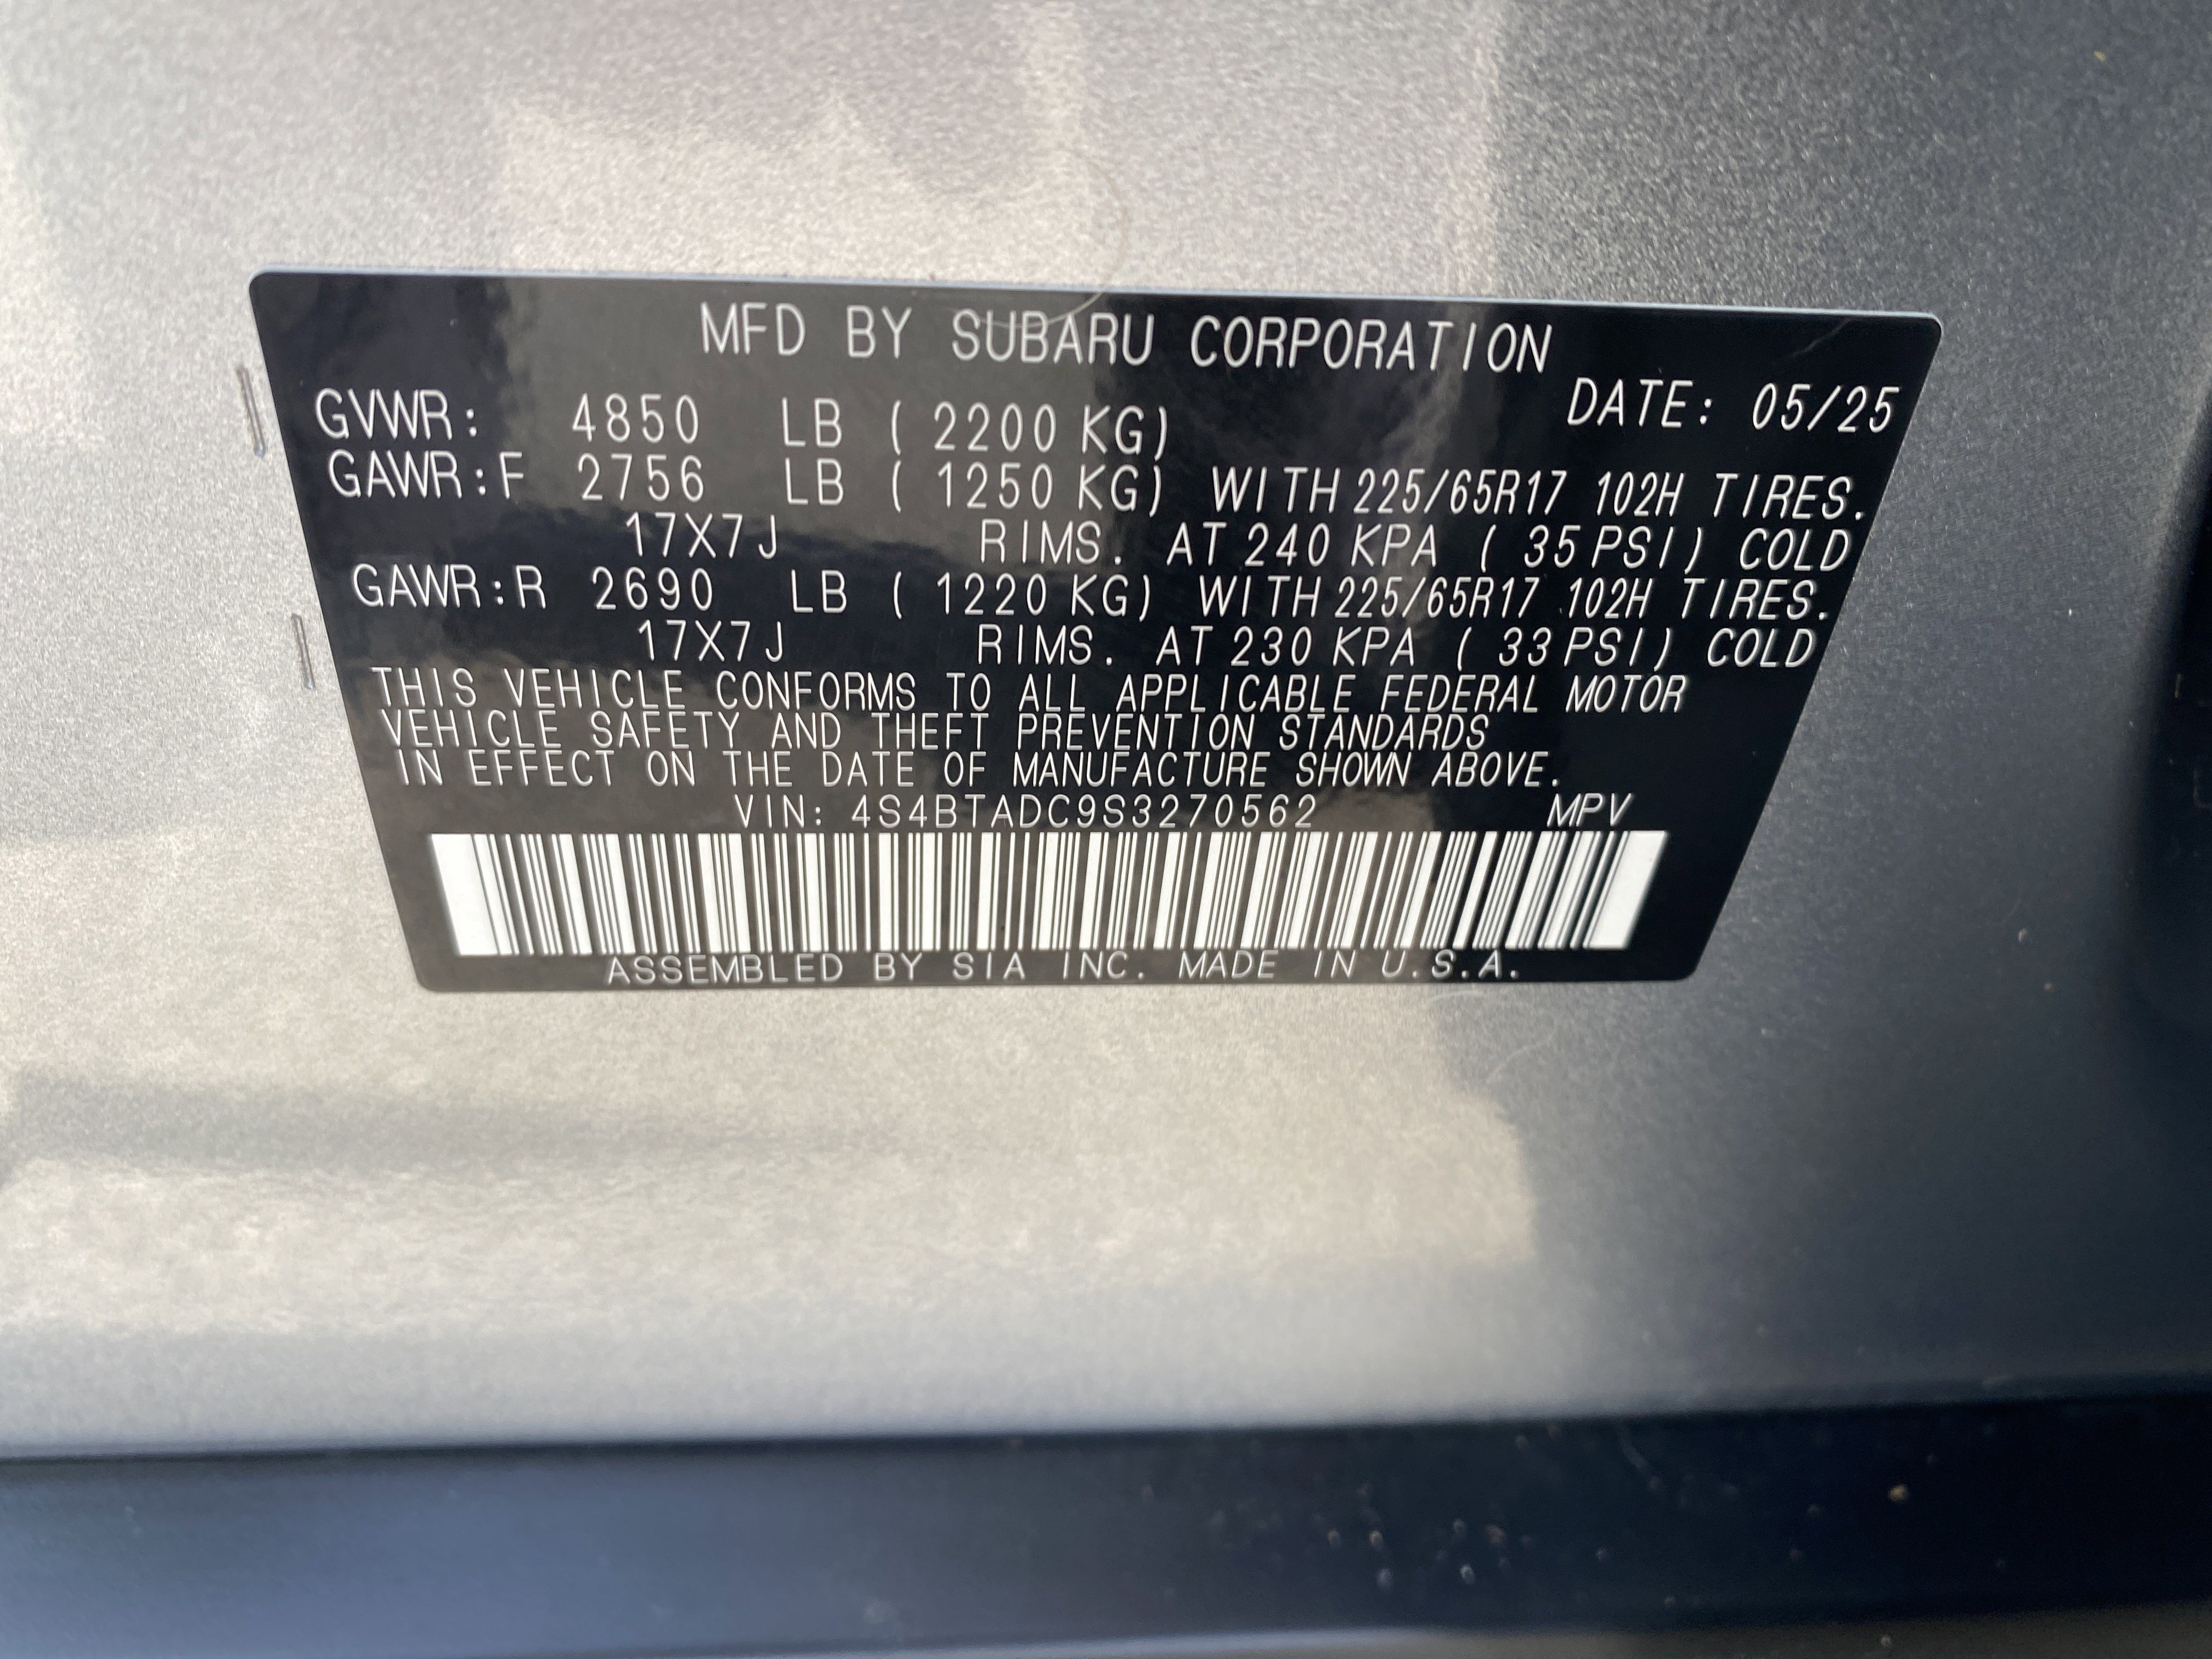 MFD BY SUBARU CORPORATION
DATE: 05/25
GVWR: 4850 LB ( 2200 KG)
GAWR:F 2756 LB ( 1250 KG) WITH 225/65R17 102H TIRES.
17X7J RIMS. AT 240 KPA ( 35 PSI) COLD
GAWR:R 2690 LB ( 1220 KG) WITH 225/65R17 102H TIRES.
17X7J RIMS. AT 230 KPA ( 33 PSI) COLD
THIS VEHICLE CONFORMS TO ALL APPLICABLE FEDERAL MOTOR
VEHICLE SAFETY AND THEFT PREVENTION STANDARDS
IN EFFECT ON THE DATE OF MANUFACTURE SHOWN ABOVE.
VIN: 4S4BTADC9S3270562 MPV
ASSEMBLED BY SIA INC. MADE IN U.S.A.